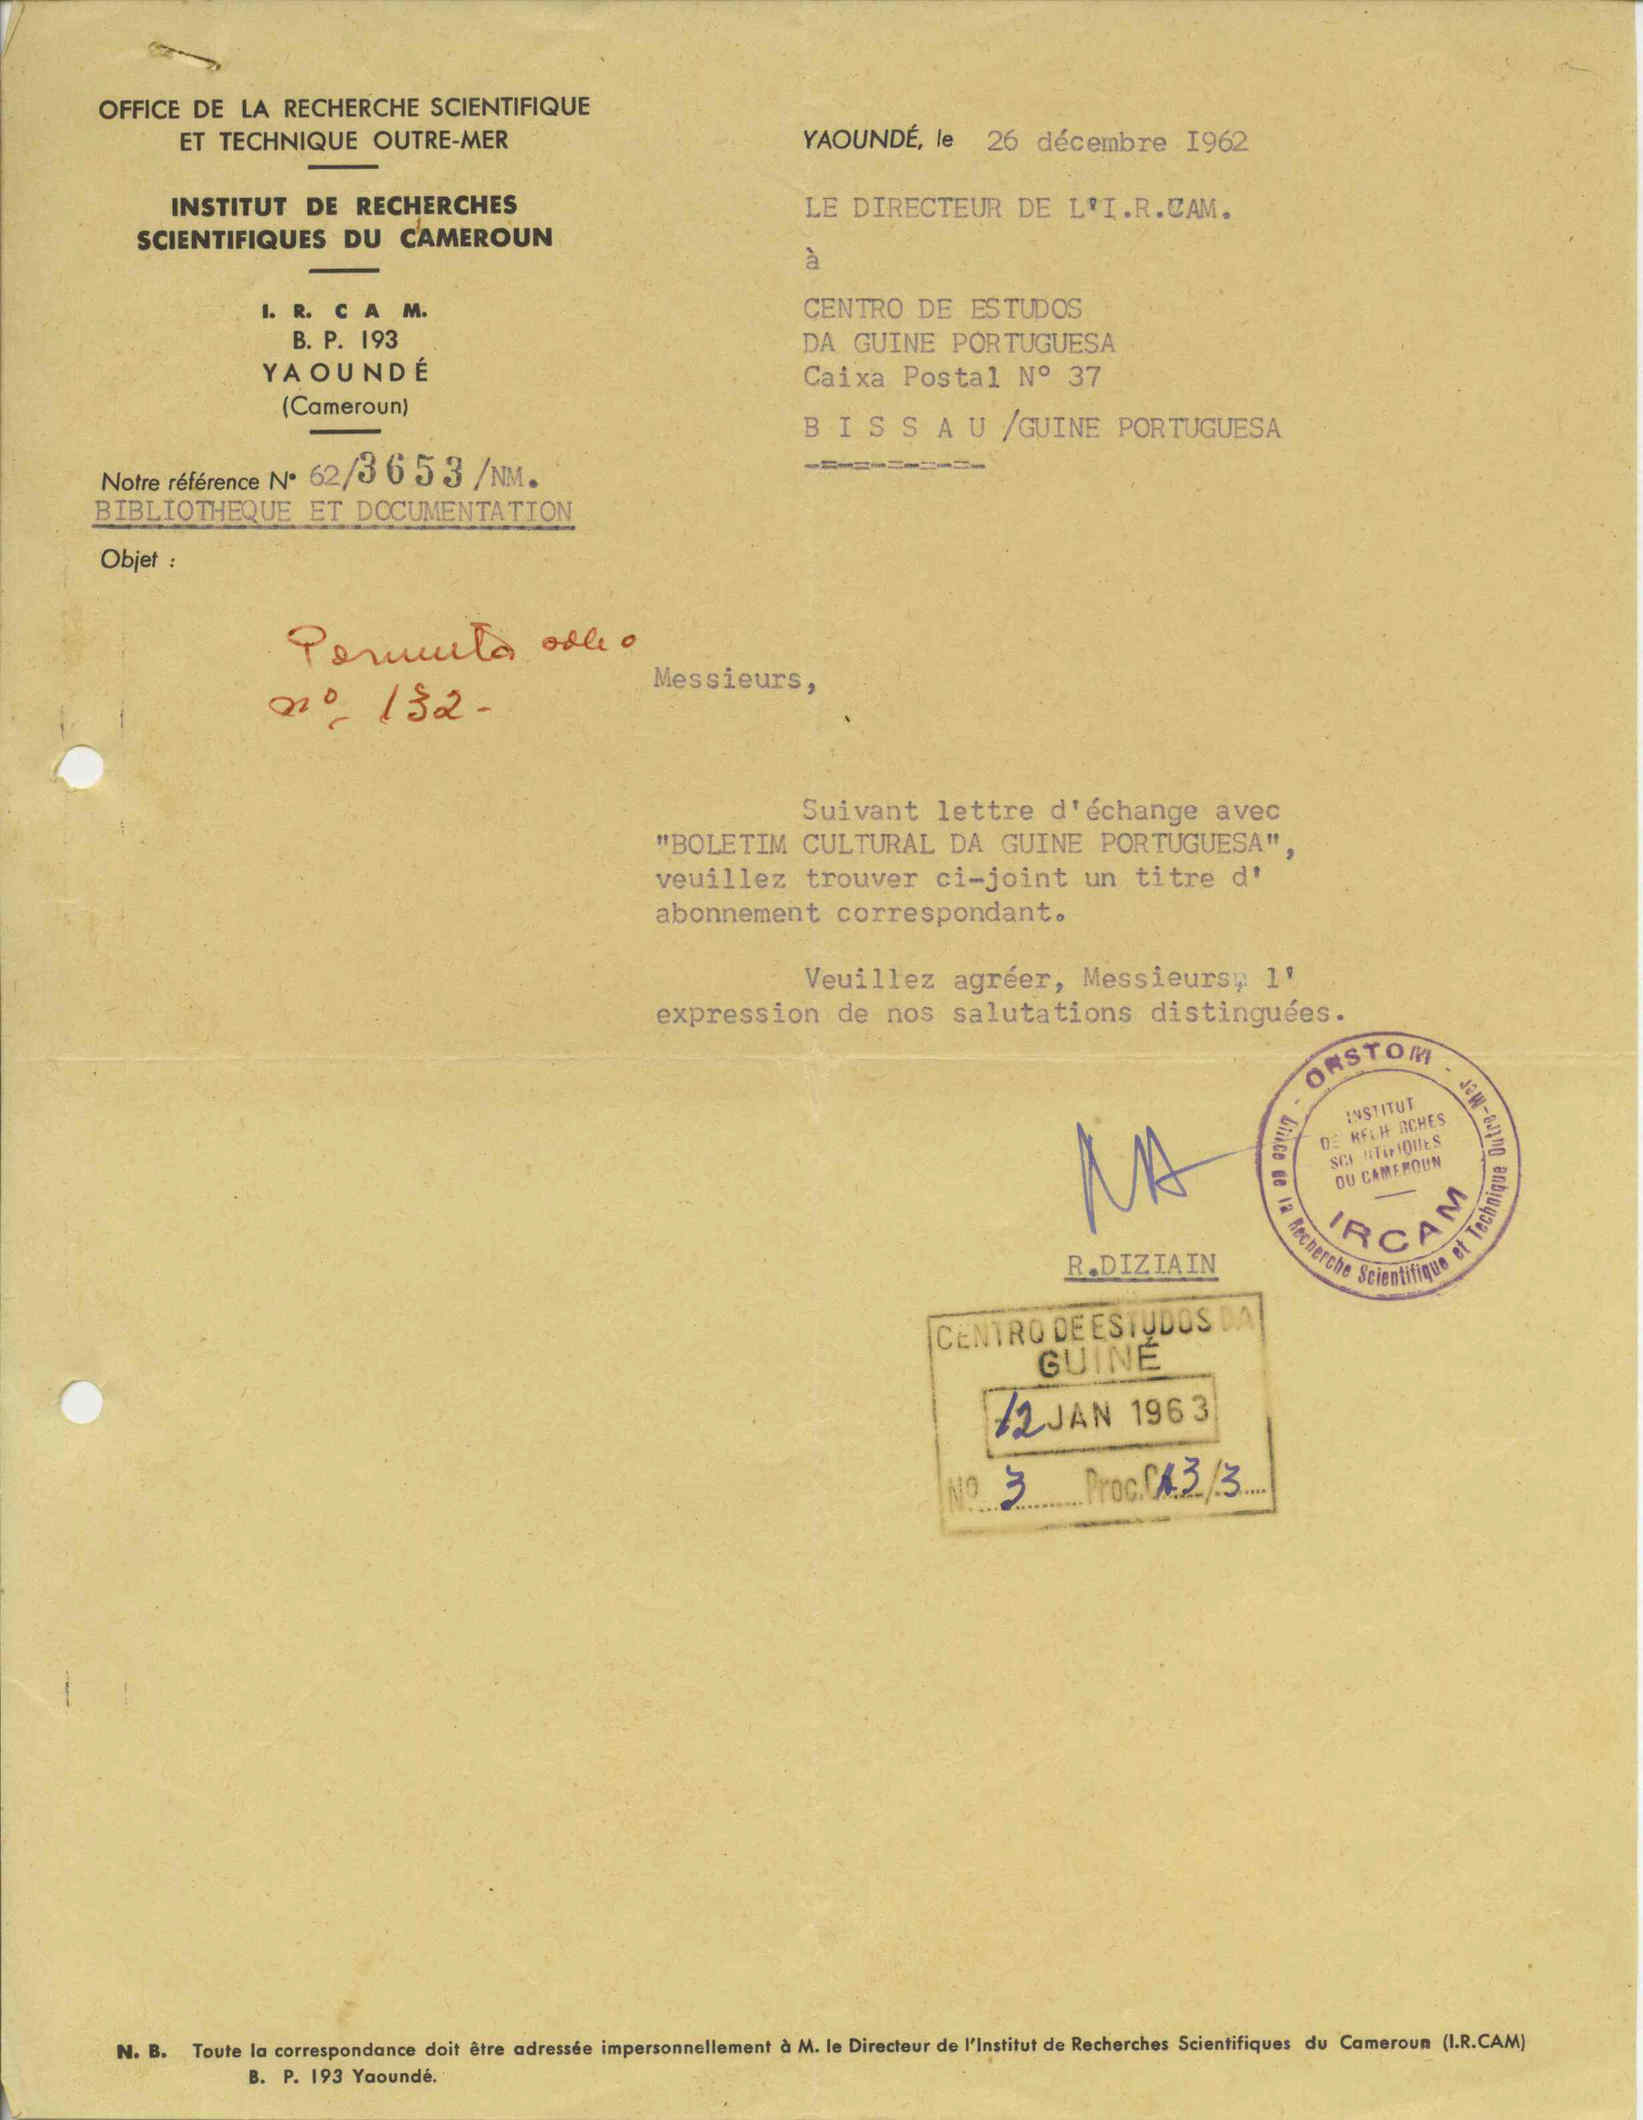 OFFICE DE LA RECHERCHE SCIENTIFIQUE
ET TECHNIQUE OUTRE-MER
INSTITUT DE RECHERCHES
SCIENTIFIQUES DU CAMEROUN
I. R. C A M.
B. P. 193
YAOUNDÉ
(Cameroun)
Notre référence N° 62/3653/NM.
BIBLIOTHEQUE ET DOCUMENTATION
Objet :
YAOUNDÉ, le 26 décembre I962
LE DIRECTEUR DE L'I.R.CAM.
à
CENTRO DE ESTUDOS
DA GUINE PORTUGUESA
Caixa Postal N° 37
B I S S A U /GUINE PORTUGUESA
Permuta
nº 132-
Messieurs,
Suivant lettre d'échange avec
"BOLETIM CULTURAL DA GUINE PORTUGUESA",
veuillez trouver ci-joint un titre d'
abonnement correspondant.
Veuillez agréer, Messieurs, l'
expression de nos salutations distinguées.
- ORSTOM -
Office de la Recherche Scientifique et Technique Outre-Mer
INSTITUT
DE RECHERCHES
SCIENTIFIQUES
DU CAMEROUN
IRCAM
R.DIZIAIN
CENTRO DE ESTUDOS DA
GUINÉ
12 JAN 1963
Nº 3 Proc. 13/3
N. B. Toute la correspondance doit être adressée impersonnellement à M. le Directeur de l'Institut de Recherches Scientifiques du Cameroun (I.R.CAM)
B. P. 193 Yaoundé.